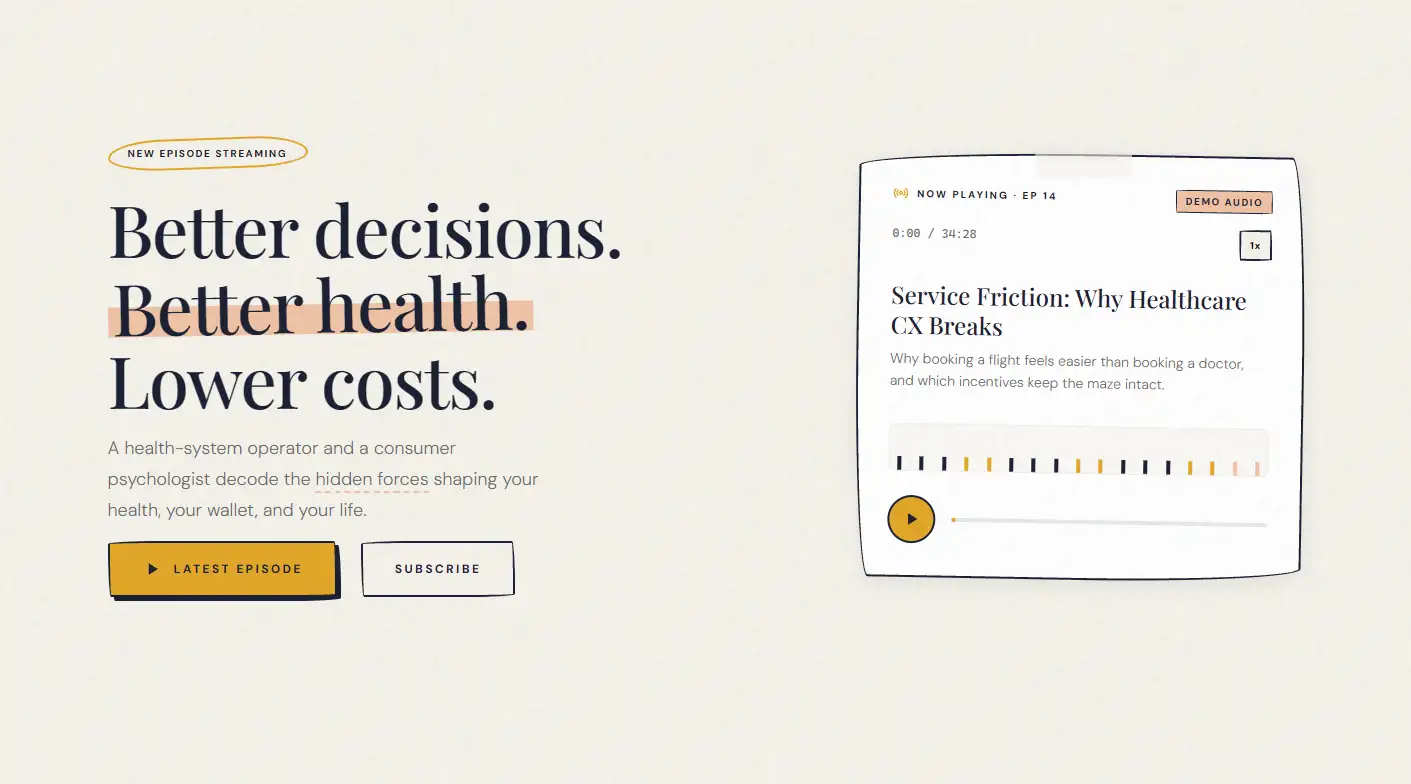 NEW EPISODE STREAMING
Better decisions.
Better health.
Lower costs.
A health-system operator and a consumer
psychologist decode the hidden forces shaping your
health, your wallet, and your life.
LATEST EPISODE
SUBSCRIBE
NOW PLAYING · EP 14
DEMO AUDIO
0:00 / 34:28
1x
Service Friction: Why Healthcare
CX Breaks
Why booking a flight feels easier than booking a doctor,
and which incentives keep the maze intact.